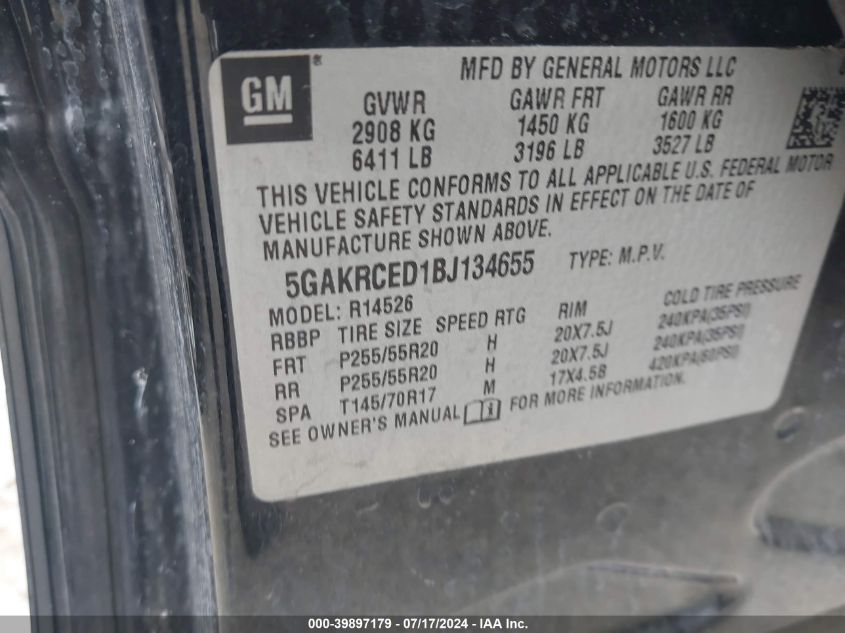 MFD BY GENERAL MOTORS LLC
GM ®
GVWR GAWR FRT GAWR RR
2908 KG 1450 KG 1600 KG
6411 LB 3196 LB 3527 LB
THIS VEHICLE CONFORMS TO ALL APPLICABLE U.S. FEDERAL MOTOR
VEHICLE SAFETY STANDARDS IN EFFECT ON THE DATE OF
MANUFACTURE SHOWN ABOVE.
5GAKRCED1BJ134655 TYPE: M.P.V.
MODEL: R14526
RBBP TIRE SIZE SPEED RTG RIM COLD TIRE PRESSURE
FRT P255/55R20 H 20X7.5J 240KPA(35PSI)
RR P255/55R20 H 20X7.5J 240KPA(35PSI)
SPA T145/70R17 M 17X4.5B 420KPA(60PSI)
SEE OWNER'S MANUAL FOR MORE INFORMATION.
000-39897179 - 07/17/2024 - IAA Inc.